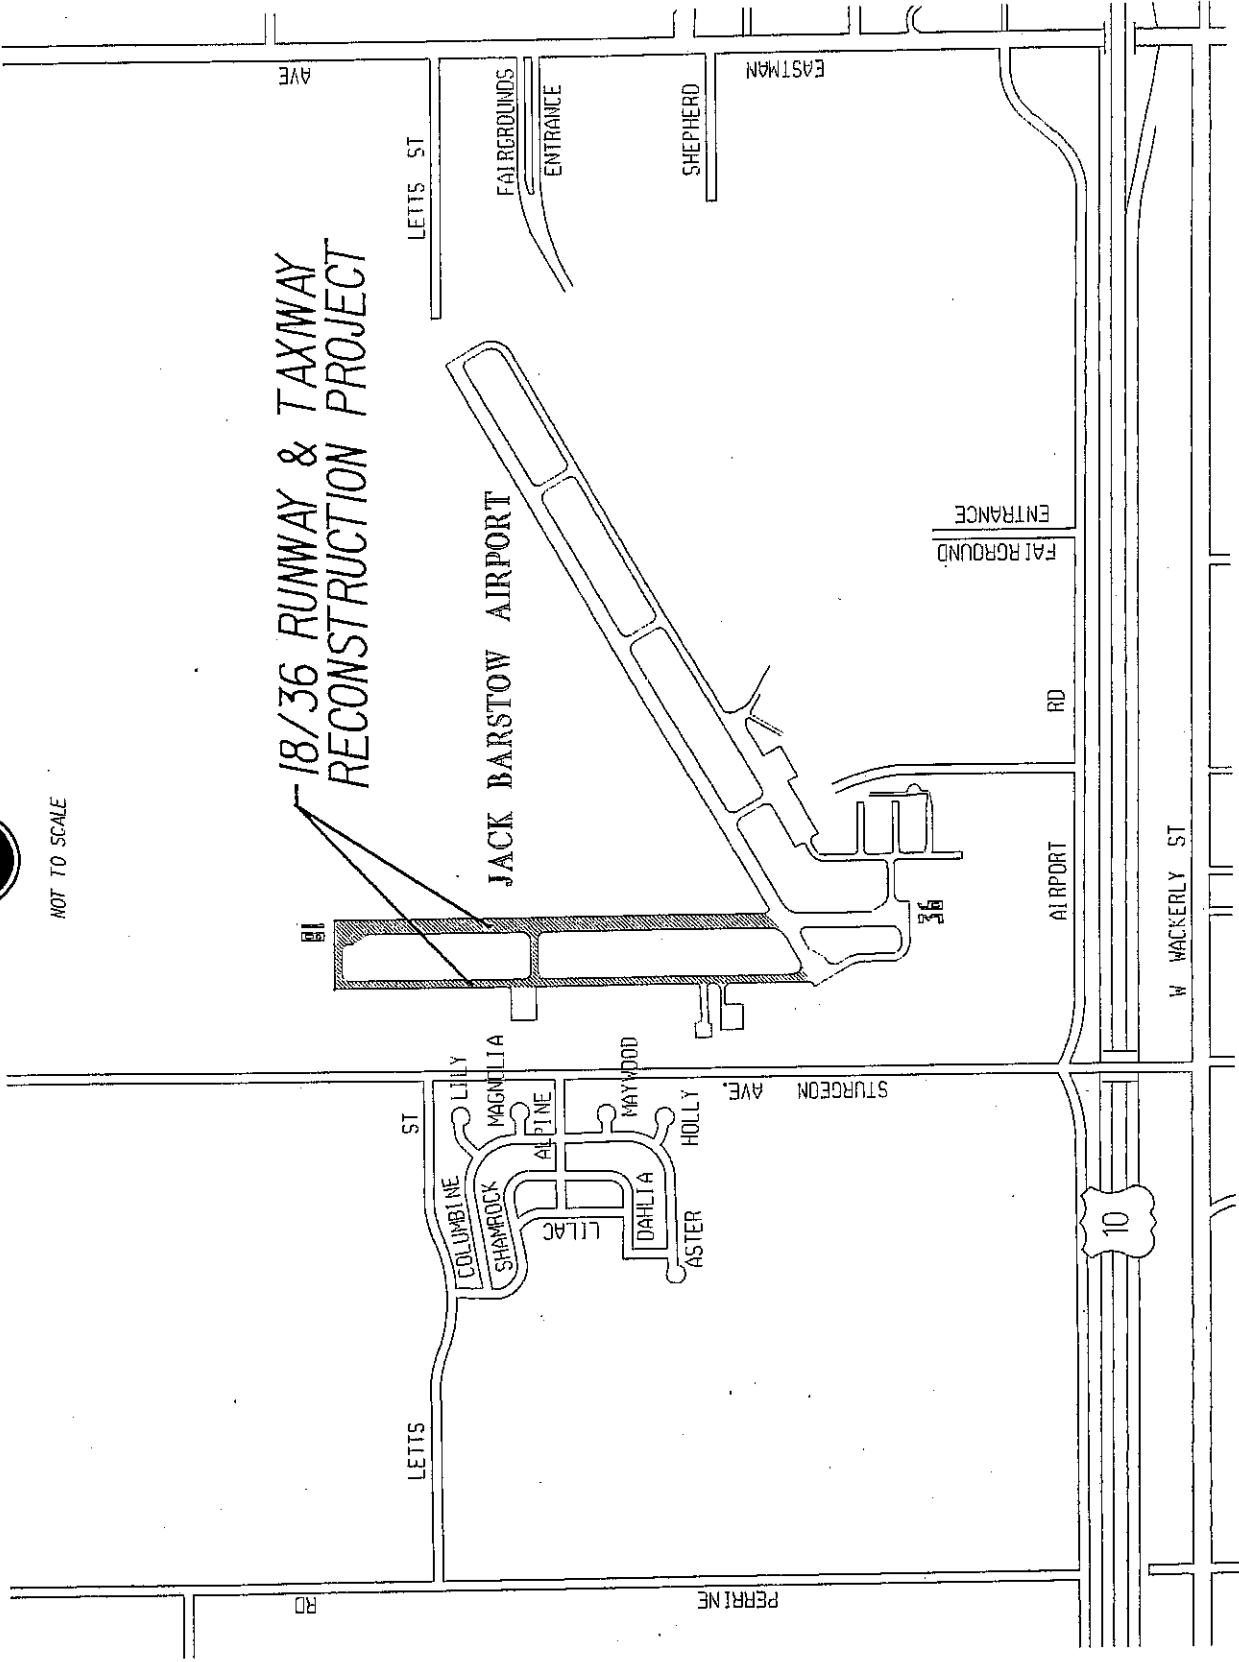 NOT TO SCALE
18/36 RUNWAY & TAXIWAY
RECONSTRUCTION PROJECT
JACK BARSTOW AIRPORT
18
36
AVE
EASTMAN
LETTS ST
FAIRGROUNDS
ENTRANCE
SHEPHERD
FAIRGROUND
ENTRANCE
AIRPORT RD
W WACKERLY ST
STURGEON AVE.
LETTS ST
LILY
MAGNOLIA
ALPINE
MAYWOOD
HOLLY
COLUMBINE
SHAMROCK
LILAC
DAHLIA
ASTER
10
PERRINE
RD